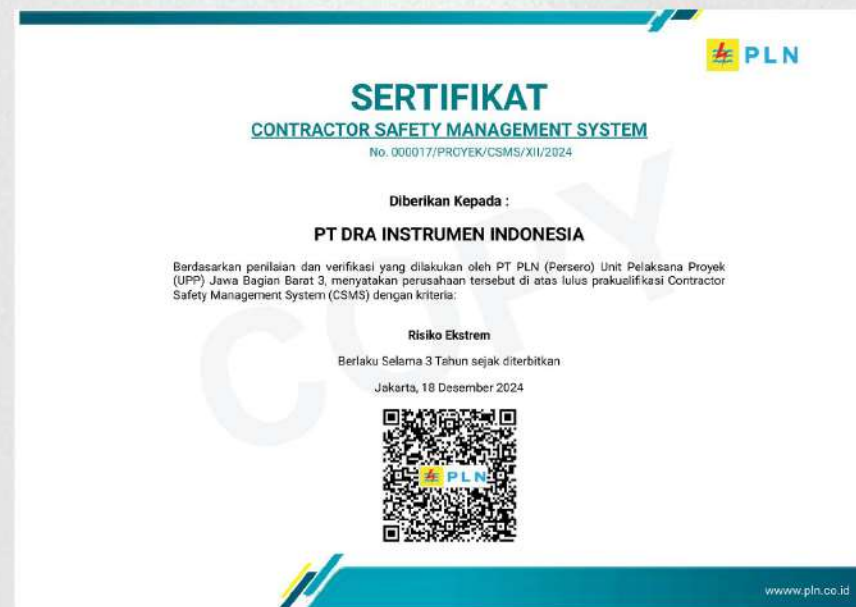 PLN
SERTIFIKAT
CONTRACTOR SAFETY MANAGEMENT SYSTEM
No. 000017/PROYEK/CSMS/XII/2024
Diberikan Kepada :
PT DRA INSTRUMEN INDONESIA
Berdasarkan penilaian dan verifikasi yang dilakukan oleh PT PLN (Persero) Unit Pelaksana Proyek
(UPP) Jawa Bagian Barat 3, menyatakan perusahaan tersebut di atas lulus prakualifikasi Contractor
Safety Management System (CSMS) dengan kriteria:
Risiko Ekstrem
Berlaku Selama 3 Tahun sejak diterbitkan
Jakarta, 18 Desember 2024
PLN
COPY
wwww.pln.co.id